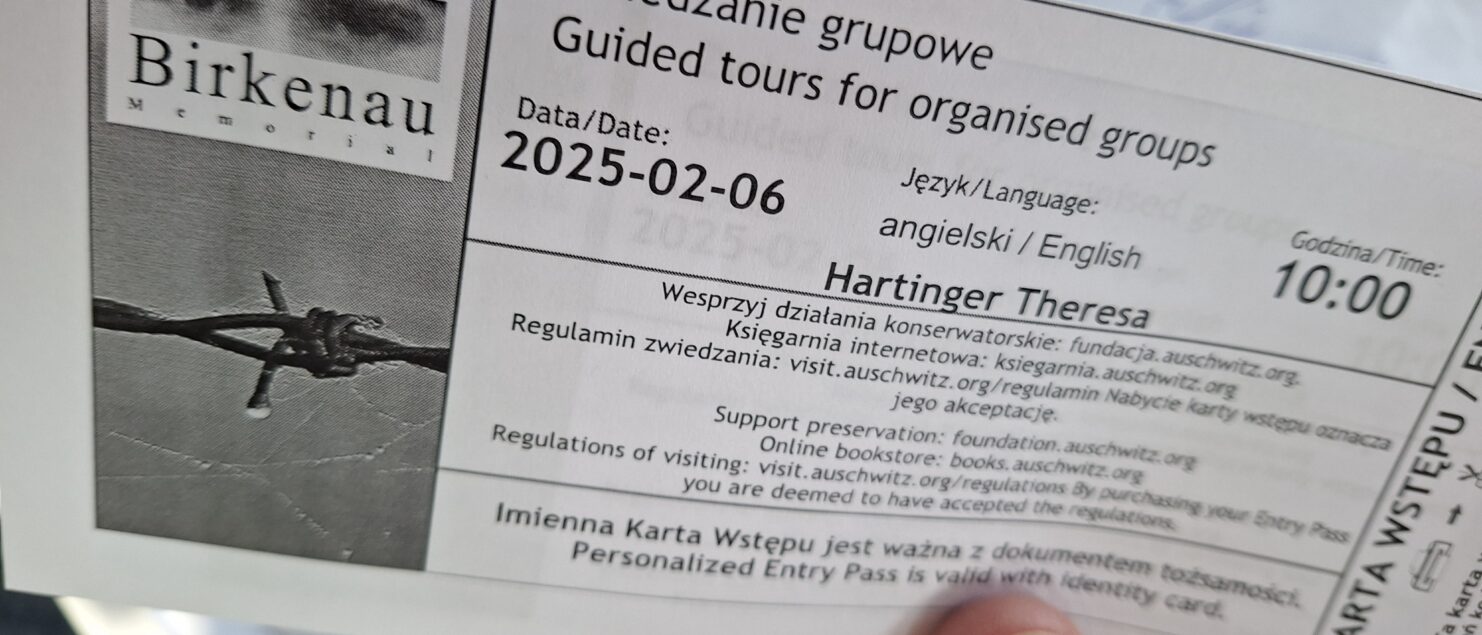 Birkenau
Memorial
grupowe
Guided tours for organised groups
Data/Date:
2025-02-06
Język/Language:
angielski / English
Godzina/Time:
10:00
Hartinger Theresa
Wesprzyj działania konserwatorskie: fundacja.auschwitz.org.
Księgarnia internetowa: ksiegarnia.auschwitz.org
Regulamin zwiedzania: visit.auschwitz.org/regulamin Nabycie karty wstępu oznacza
jego akceptację.
Support preservation: foundation.auschwitz.org
Online bookstore: books.auschwitz.org
Regulations of visiting: visit.auschwitz.org/regulations By purchasing your Entry Pass
you are deemed to have accepted the regulations.
Imienna Karta Wstępu jest ważna z dokumentem tożsamości.
Personalized Entry Pass is valid with identity card.
WSTĘPU /
karta